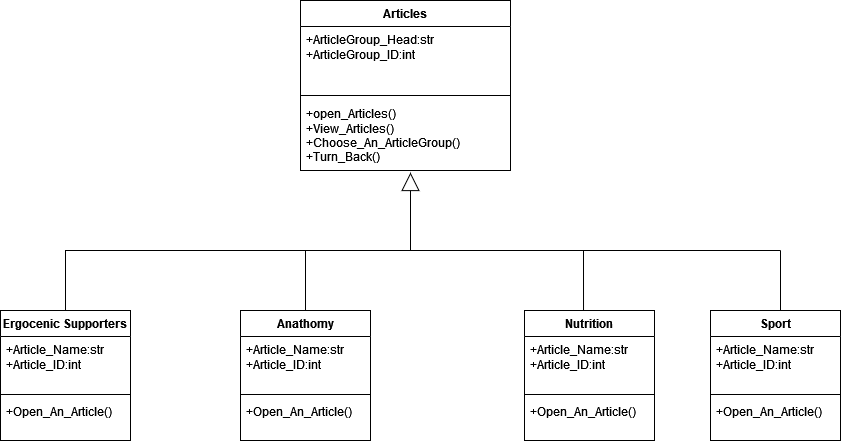 Articles
+ArticleGroup_Head:str
+ArticleGroup_ID:int
+open_Articles()
+View_Articles()
+Choose_An_ArticleGroup()
+Turn_Back()
Ergocenic Supporters
+Article_Name:str
+Article_ID:int
+Open_An_Article()
Anathomy
+Article_Name:str
+Article_ID:int
+Open_An_Article()
Nutrition
+Article_Name:str
+Article_ID:int
+Open_An_Article()
Sport
+Article_Name:str
+Article_ID:int
+Open_An_Article()